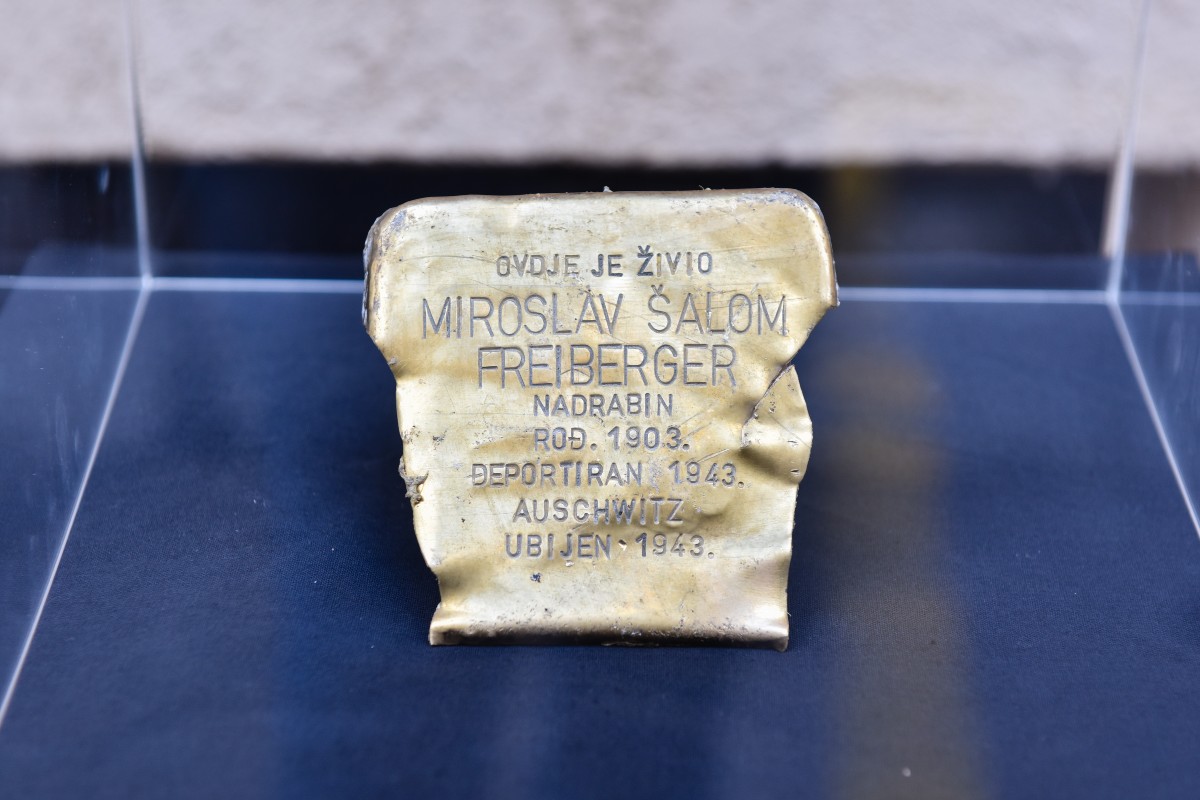 OVDJE JE ŽIVIO
MIROSLAV ŠALOM
FREIBERGER
NADRABIN
ROĐ. 1903.
DEPORTIRAN 1943.
AUSCHWITZ
UBIJEN 1943.